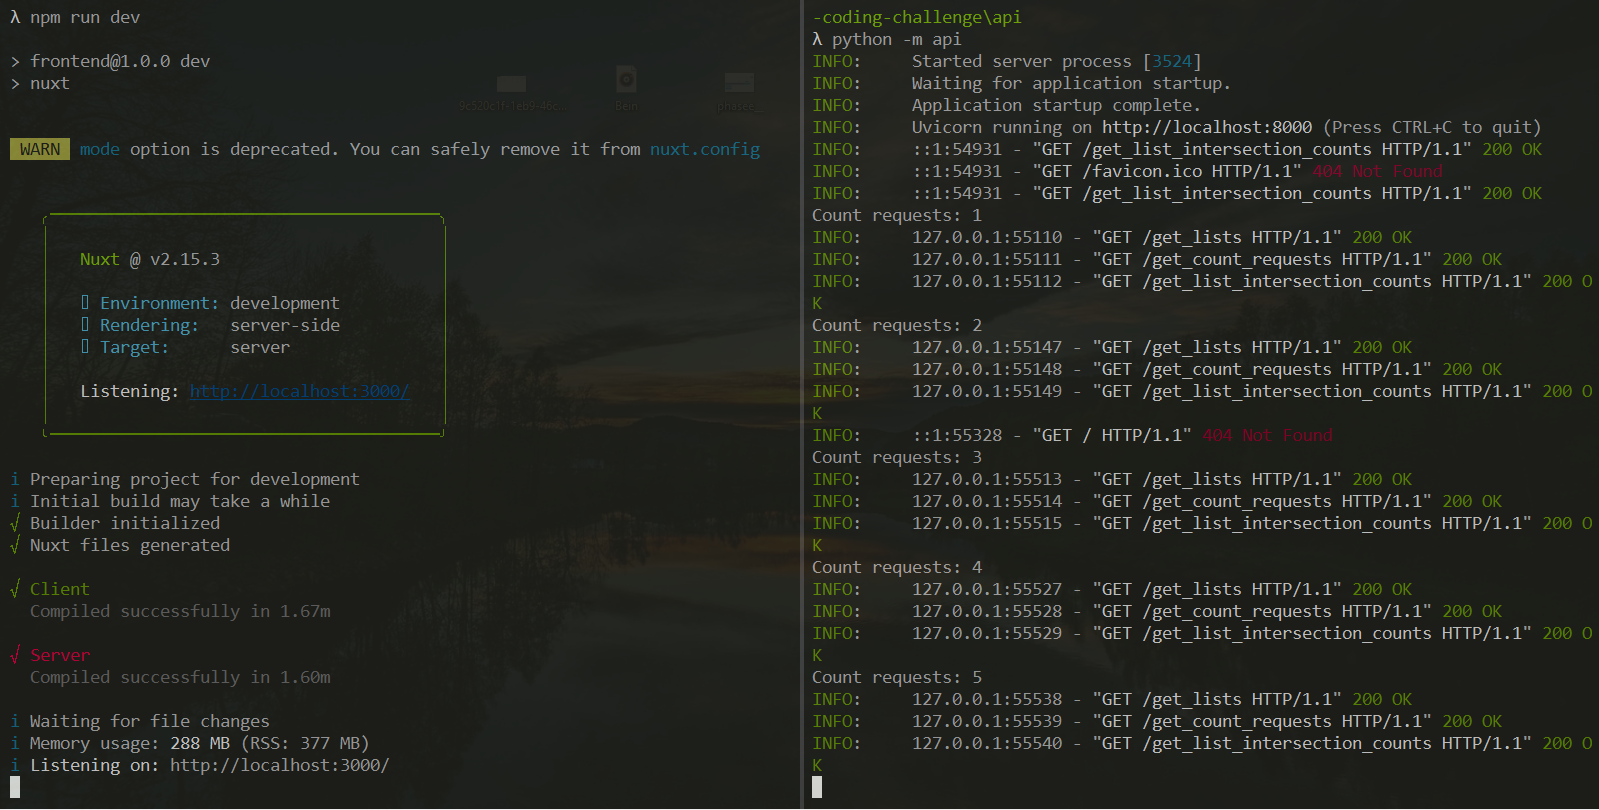 λ npm run dev
> frontend@1.0.0 dev
> nuxt
WARN mode option is deprecated. You can safely remove it from nuxt.config
Nuxt @ v2.15.3
Environment: development
Rendering: server-side
Target: server
Listening: http://localhost:3000/
i Preparing project for development
i Initial build may take a while
√ Builder initialized
√ Nuxt files generated
√ Client
Compiled successfully in 1.67m
√ Server
Compiled successfully in 1.60m
i Waiting for file changes
i Memory usage: 288 MB (RSS: 377 MB)
i Listening on: http://localhost:3000/
-coding-challenge\api
λ python -m api
INFO: Started server process [3524]
INFO: Waiting for application startup.
INFO: Application startup complete.
INFO: Uvicorn running on http://localhost:8000 (Press CTRL+C to quit)
INFO: ::1:54931 - "GET /get_list_intersection_counts HTTP/1.1" 200 OK
INFO: ::1:54931 - "GET /favicon.ico HTTP/1.1" 404 Not Found
INFO: ::1:54931 - "GET /get_list_intersection_counts HTTP/1.1" 200 OK
Count requests: 1
INFO: 127.0.0.1:55110 - "GET /get_lists HTTP/1.1" 200 OK
INFO: 127.0.0.1:55111 - "GET /get_count_requests HTTP/1.1" 200 OK
INFO: 127.0.0.1:55112 - "GET /get_list_intersection_counts HTTP/1.1" 200 O
K
Count requests: 2
INFO: 127.0.0.1:55147 - "GET /get_lists HTTP/1.1" 200 OK
INFO: 127.0.0.1:55148 - "GET /get_count_requests HTTP/1.1" 200 OK
INFO: 127.0.0.1:55149 - "GET /get_list_intersection_counts HTTP/1.1" 200 O
K
INFO: ::1:55328 - "GET / HTTP/1.1" 404 Not Found
Count requests: 3
INFO: 127.0.0.1:55513 - "GET /get_lists HTTP/1.1" 200 OK
INFO: 127.0.0.1:55514 - "GET /get_count_requests HTTP/1.1" 200 OK
INFO: 127.0.0.1:55515 - "GET /get_list_intersection_counts HTTP/1.1" 200 O
K
Count requests: 4
INFO: 127.0.0.1:55527 - "GET /get_lists HTTP/1.1" 200 OK
INFO: 127.0.0.1:55528 - "GET /get_count_requests HTTP/1.1" 200 OK
INFO: 127.0.0.1:55529 - "GET /get_list_intersection_counts HTTP/1.1" 200 O
K
Count requests: 5
INFO: 127.0.0.1:55538 - "GET /get_lists HTTP/1.1" 200 OK
INFO: 127.0.0.1:55539 - "GET /get_count_requests HTTP/1.1" 200 OK
INFO: 127.0.0.1:55540 - "GET /get_list_intersection_counts HTTP/1.1" 200 O
K